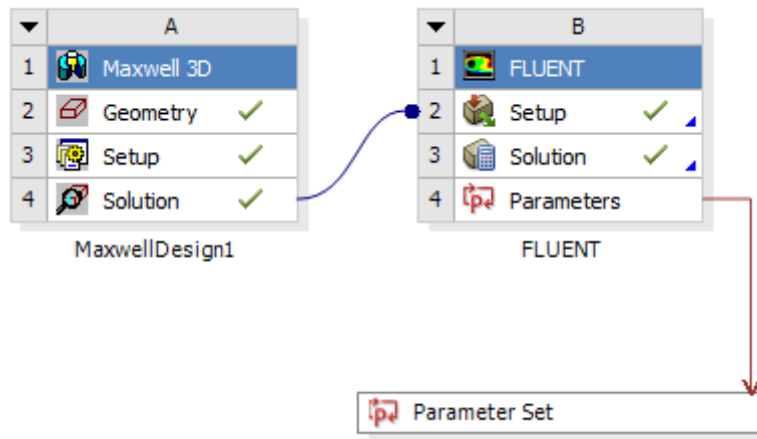 A
1 Maxwell 3D
2 Geometry
3 Setup
4 Solution
MaxwellDesign1
B
1 FLUENT
2 Setup
3 Solution
4 Parameters
FLUENT
Parameter Set